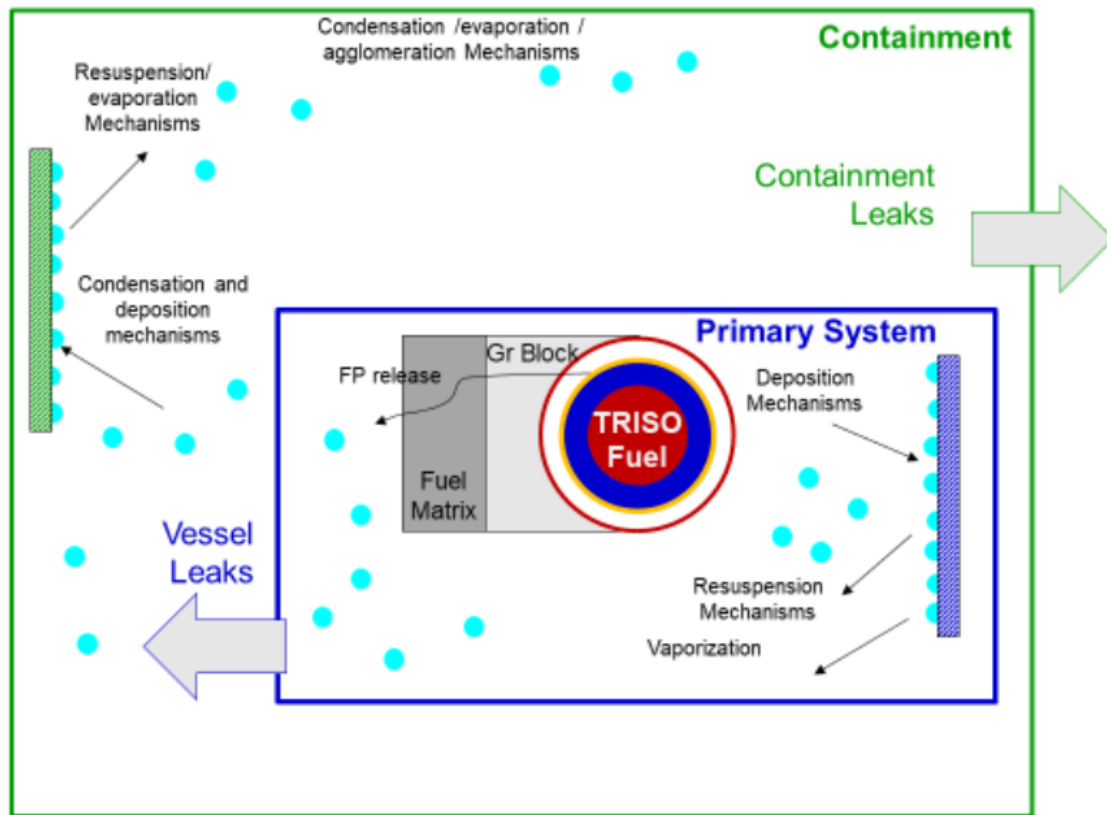 Condensation /evaporation /
agglomeration Mechanisms
Containment
Resuspension/
evaporation
Mechanisms
Containment
Leaks
Condensation and
deposition
mechanisms
Primary System
Gr Block
FP release
TRISO
Fuel
Fuel
Matrix
Deposition
Mechanisms
Vessel
Leaks
Resuspension
Mechanisms
Vaporization